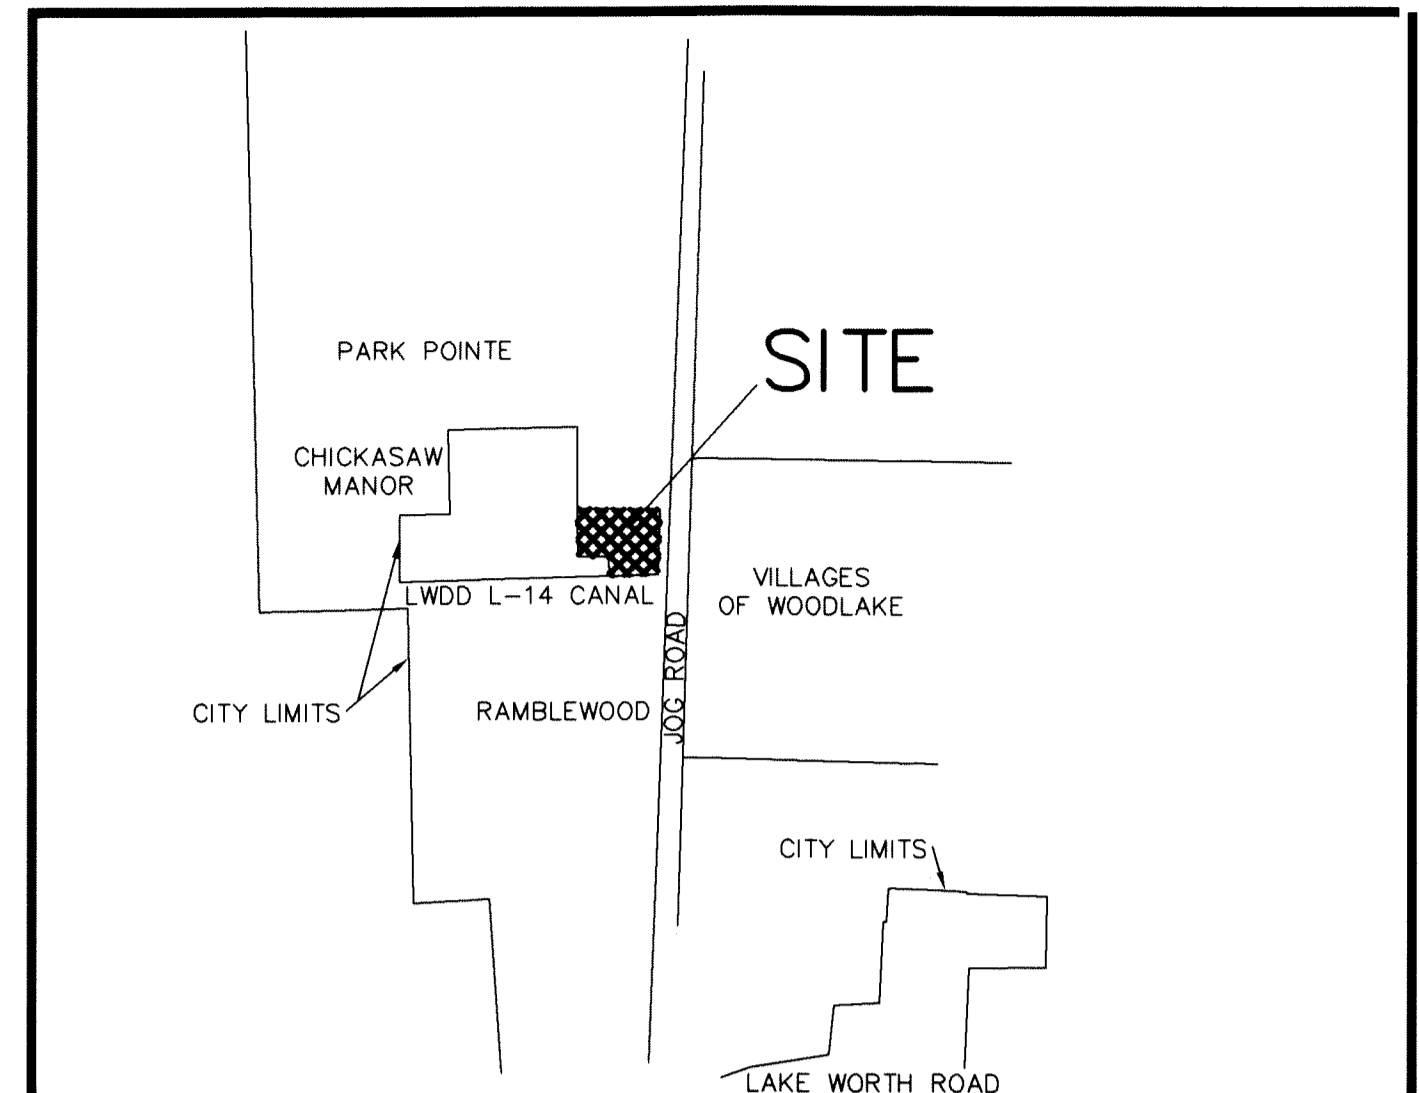 PARK POINTE
SITE
CHICKASAW
MANOR
VILLAGES
OF WOODLAKE
LWDD L-14 CANAL
JOG ROAD
CITY LIMITS
RAMBLEWOOD
CITY LIMITS
LAKE WORTH ROAD